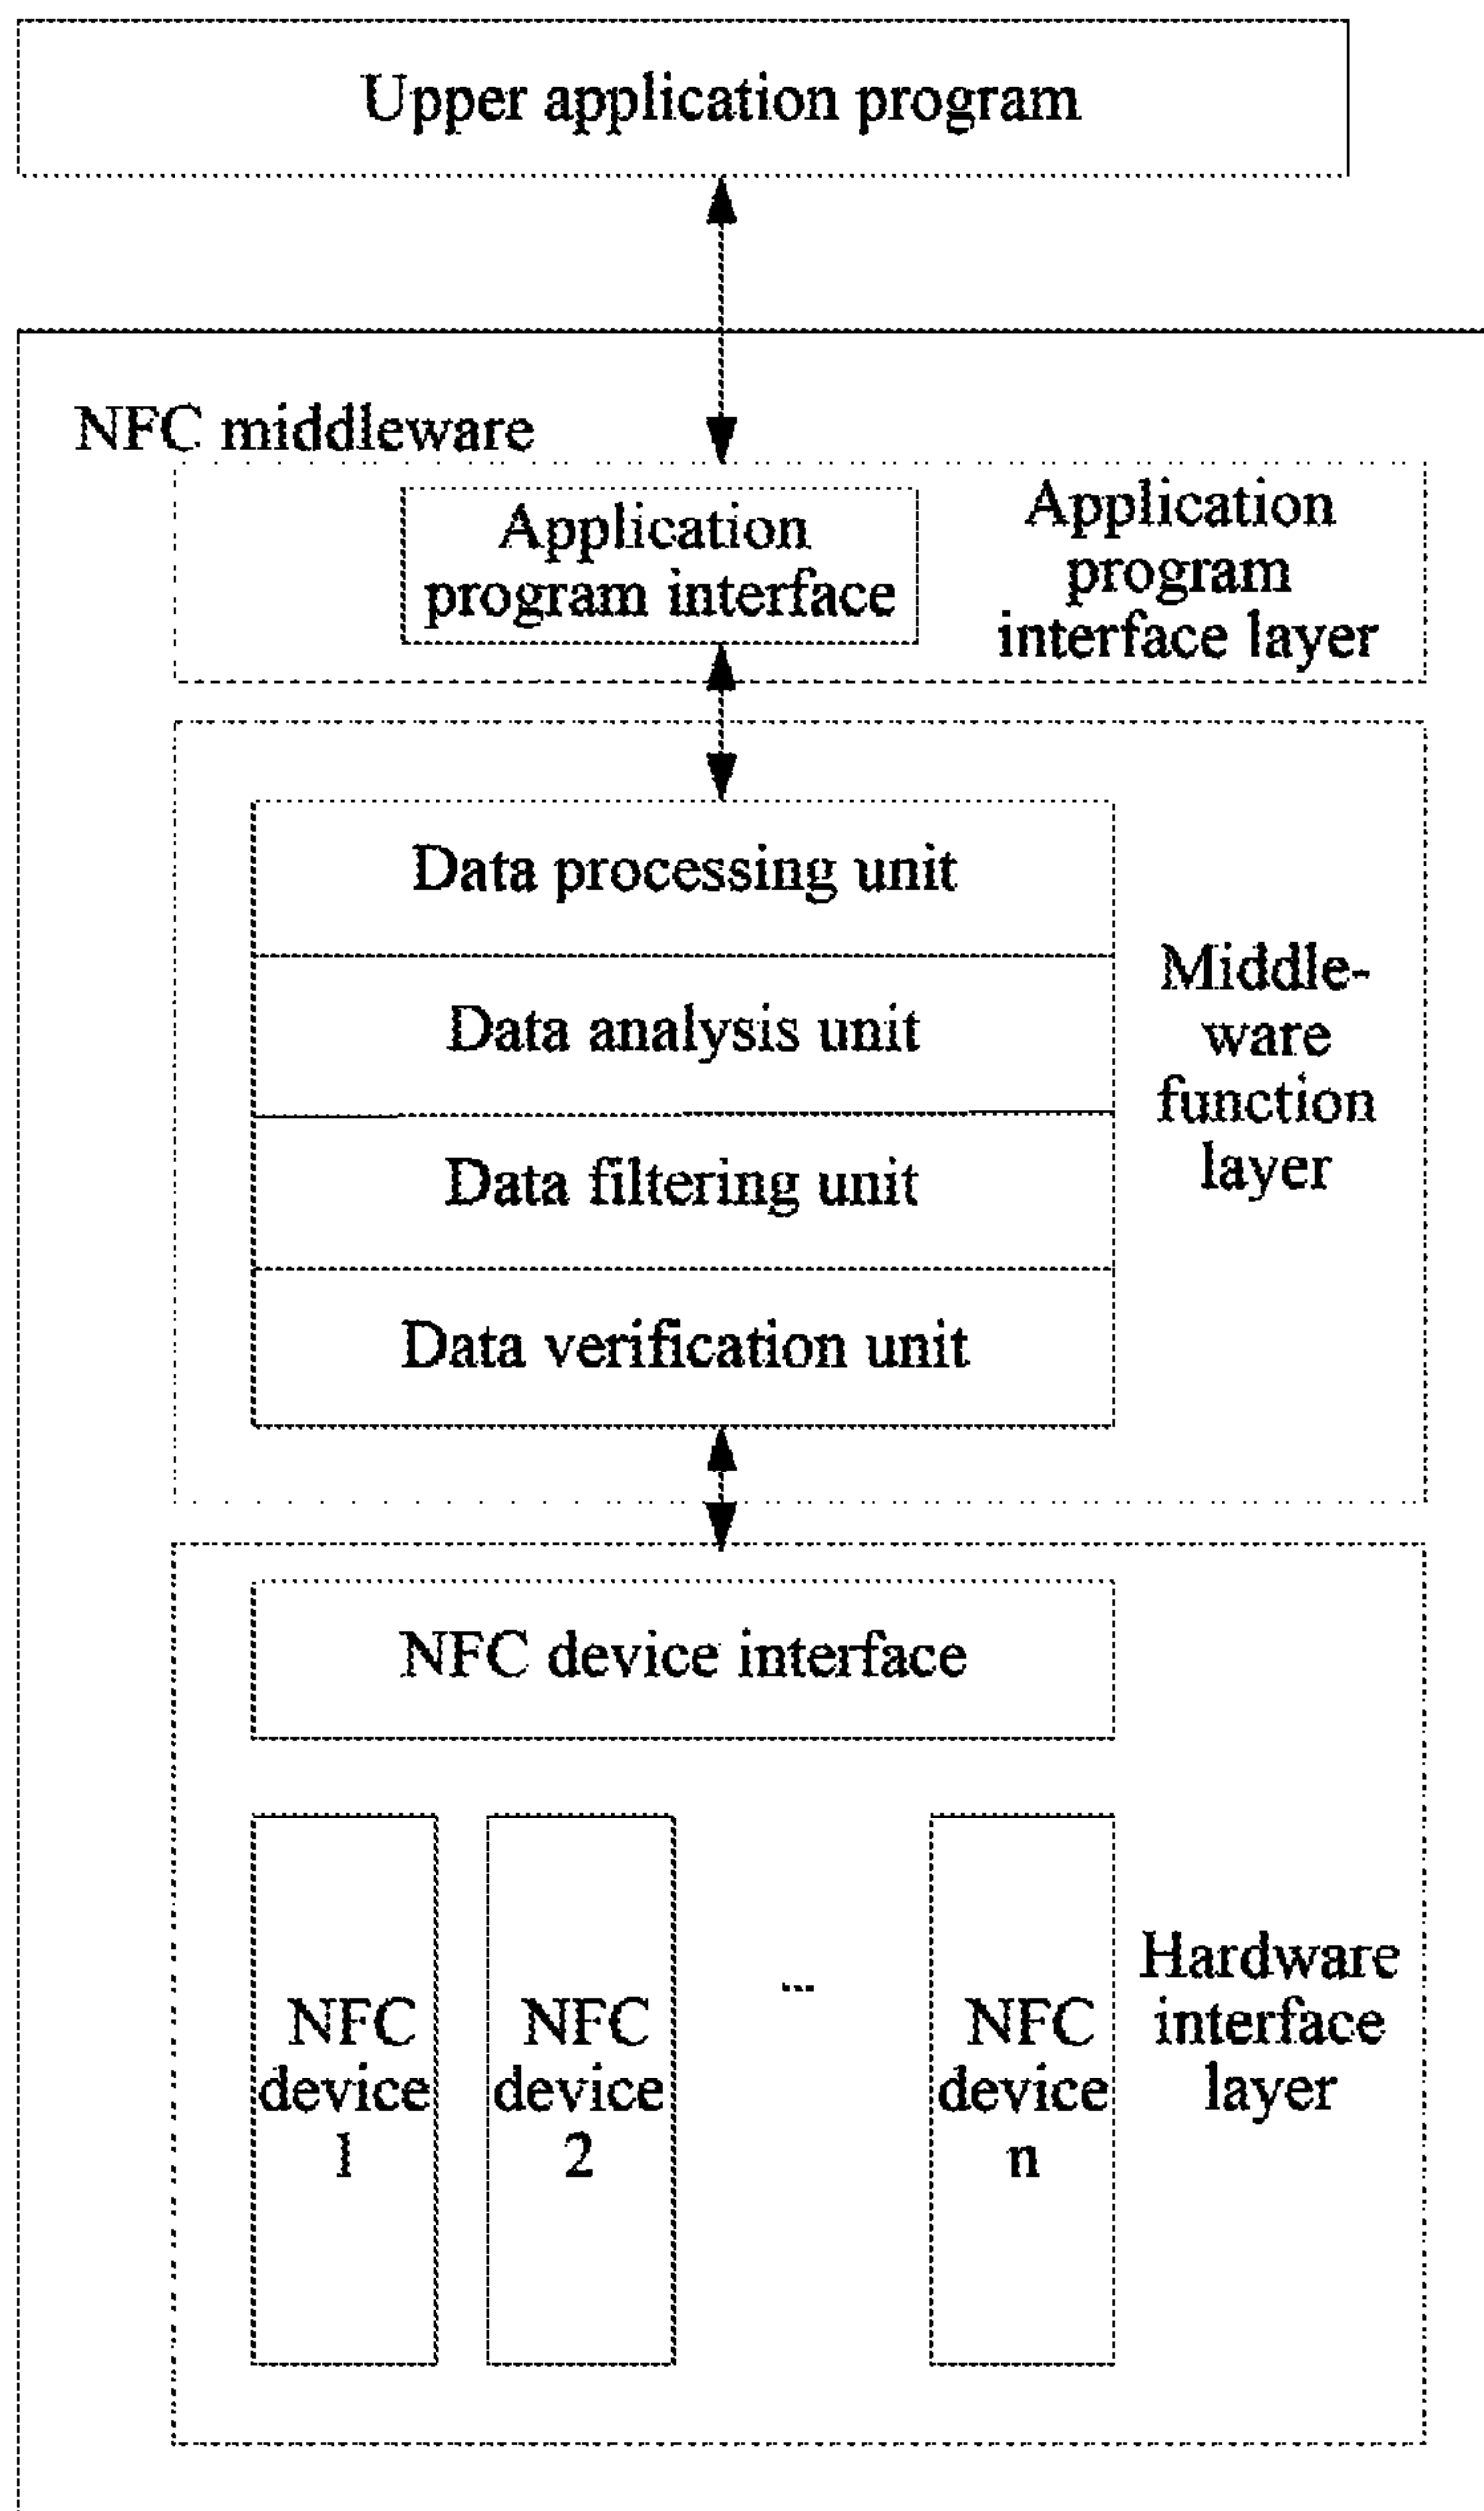 Upper application program
NFC middleware
Application
program interface
Application
program
interface layer
Data processing unit
Data analysis unit
Data filtering unit
Data verification unit
Middle-
ware
function
layer
NFC device interface
NFC
device
1
NFC
device
2
...
NFC
device
n
Hardware
interface
layer